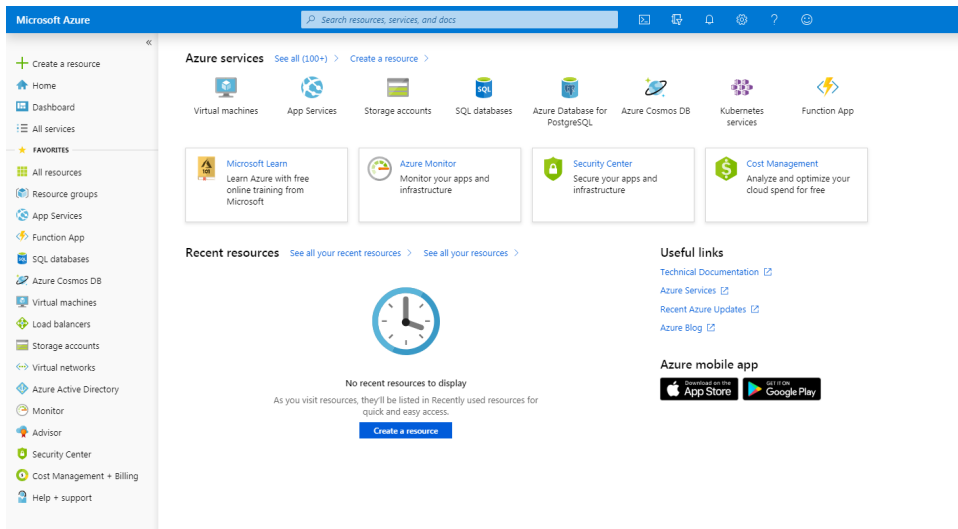 Microsoft Azure
Search resources, services, and docs
«
Create a resource
Home
Dashboard
All services
FAVORITES
All resources
Resource groups
App Services
Function App
SQL databases
Azure Cosmos DB
Virtual machines
Load balancers
Storage accounts
Virtual networks
Azure Active Directory
Monitor
Advisor
Security Center
Cost Management + Billing
Help + support
Azure services See all (100+) > Create a resource >
Virtual machines
App Services
Storage accounts
SQL
SQL databases
Azure Database for
PostgreSQL
Azure Cosmos DB
Kubernetes
services
Function App
101
Microsoft Learn
Learn Azure with free
online training from
Microsoft
Azure Monitor
Monitor your apps and
infrastructure
Security Center
Secure your apps and
infrastructure
$
Cost Management
Analyze and optimize your
cloud spend for free
Recent resources See all your recent resources > See all your resources >
No recent resources to display
As you visit resources, they'll be listed in Recently used resources for
quick and easy access.
Create a resource
Useful links
Technical Documentation
Azure Services
Recent Azure Updates
Azure Blog
Azure mobile app
Download on the
App Store
GET IT ON
Google Play